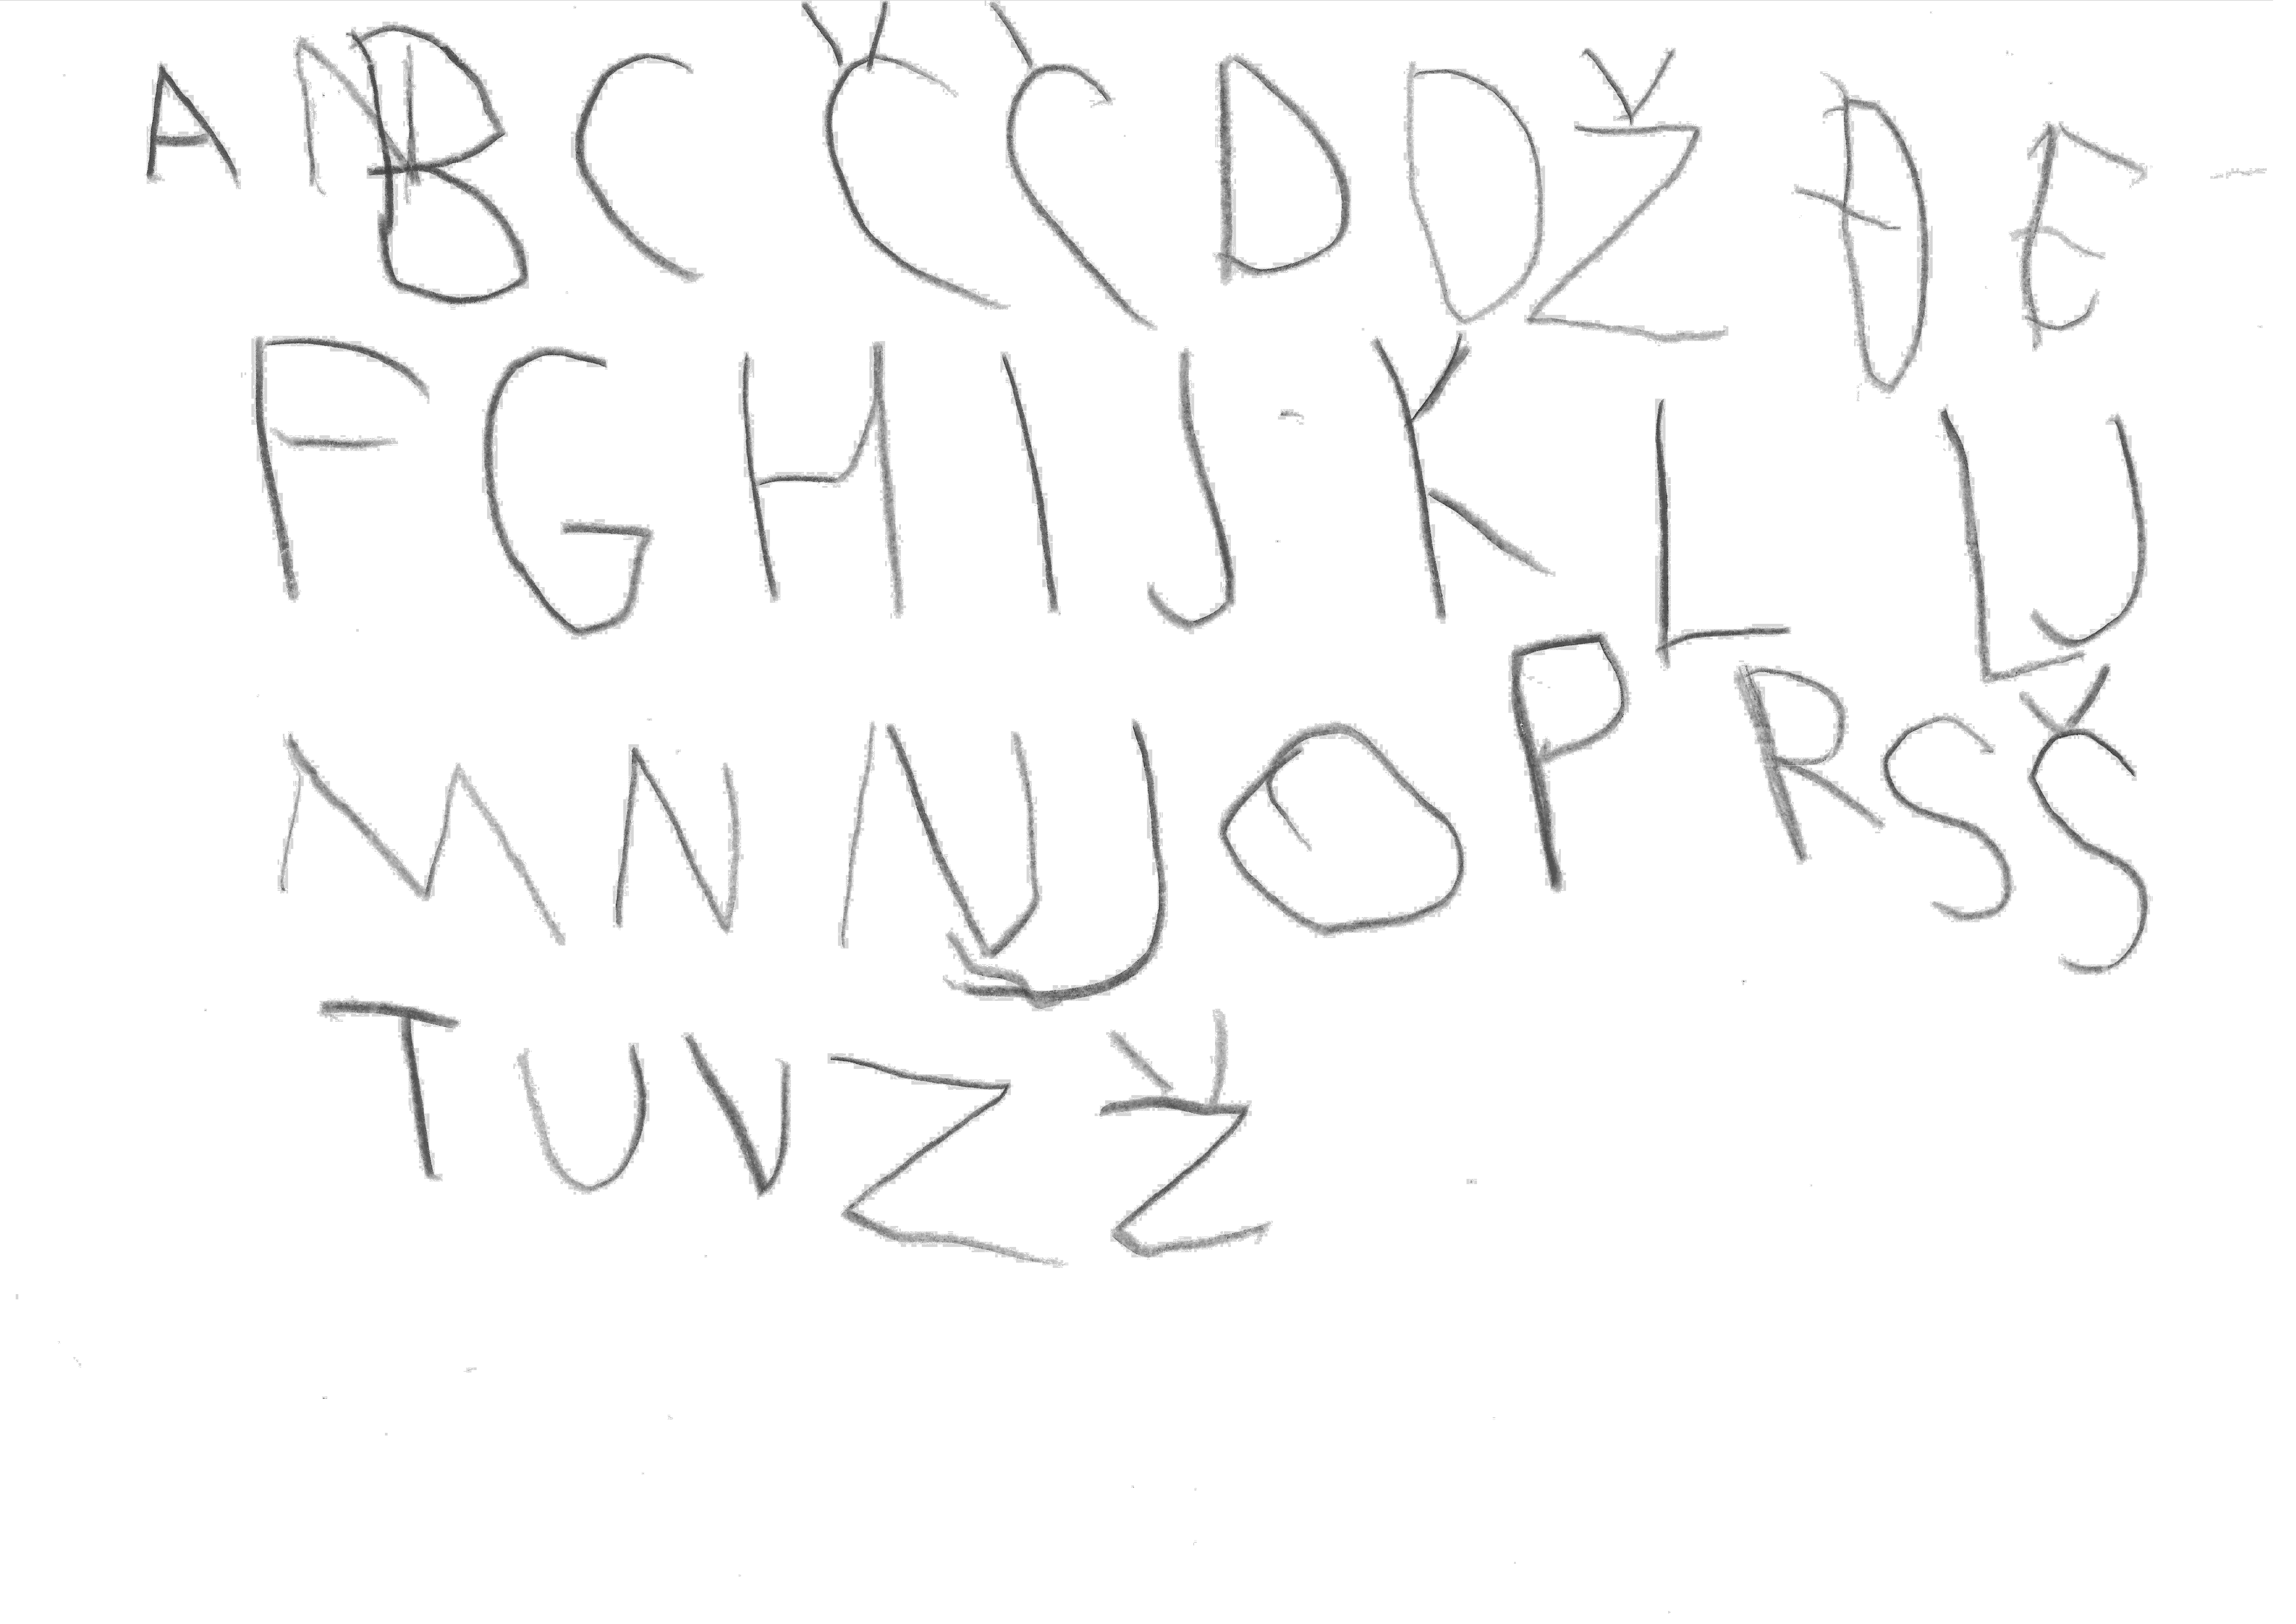 A N B C Č Ć D DŽ Đ E
F G H I J K L LJ
M N NJ O P R S Š
T U V Z Ž